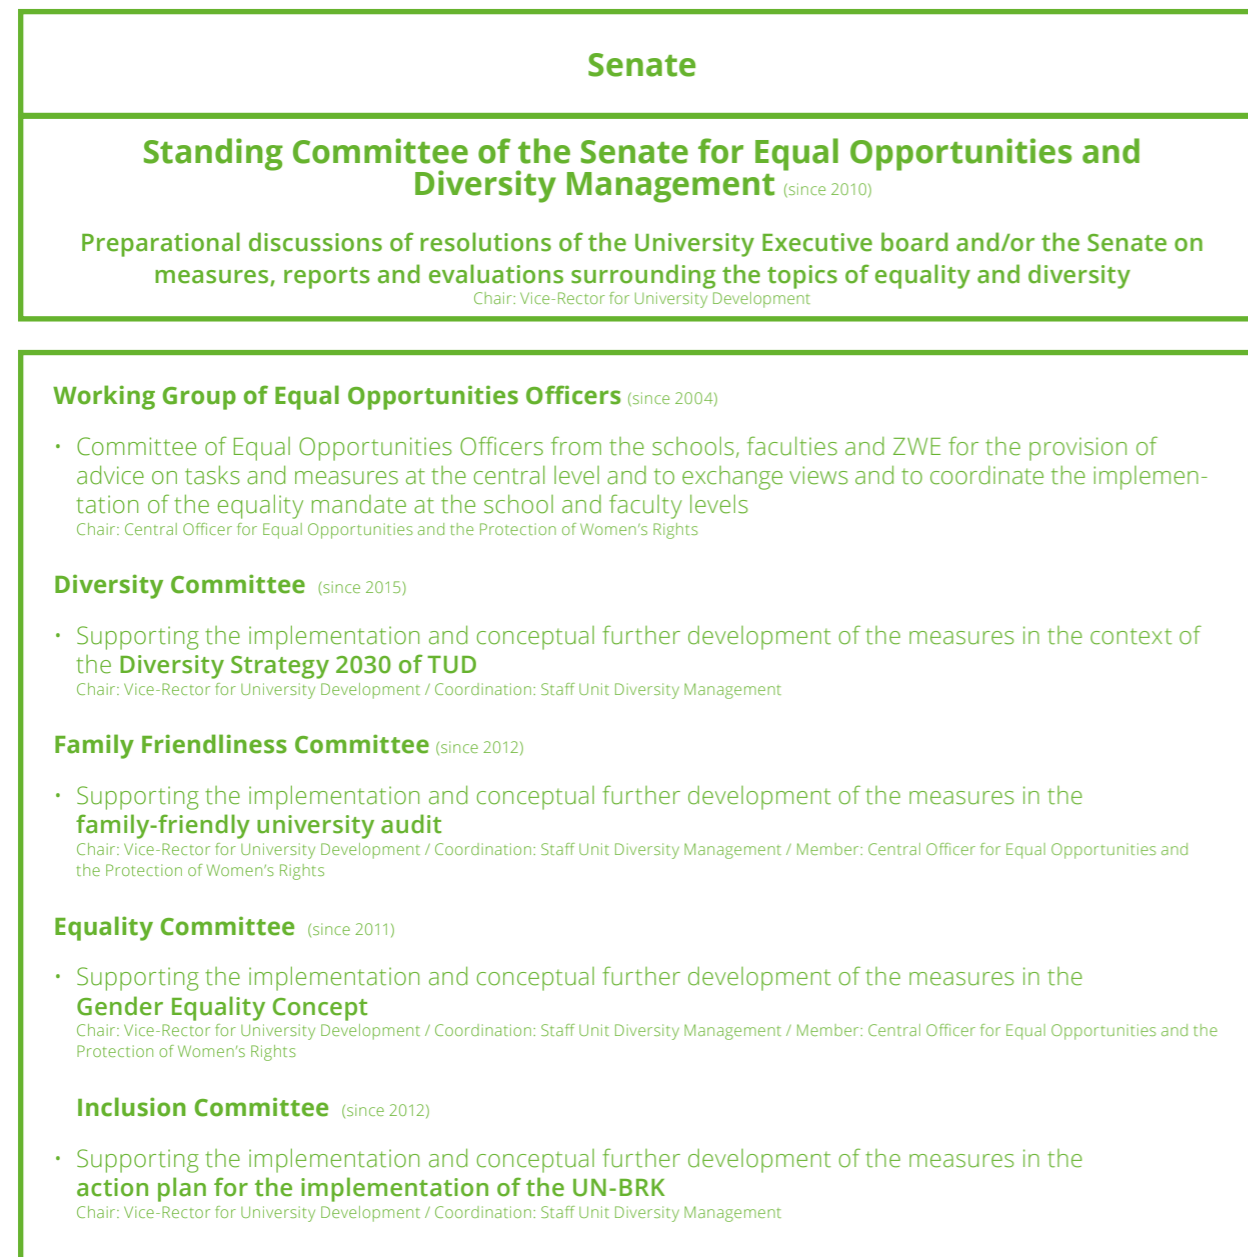 Senate
Standing Committee of the Senate for Equal Opportunities and
Diversity Management (since 2010)
Preparational discussions of resolutions of the University Executive board and/or the Senate on
measures, reports and evaluations surrounding the topics of equality and diversity
Chair: Vice-Rector for University Development
Working Group of Equal Opportunities Officers (since 2004)
• Committee of Equal Opportunities Officers from the schools, faculties and ZWE for the provision of
advice on tasks and measures at the central level and to exchange views and to coordinate the implemen-
tation of the equality mandate at the school and faculty levels
Chair: Central Officer for Equal Opportunities and the Protection of Women's Rights
Diversity Committee (since 2015)
• Supporting the implementation and conceptual further development of the measures in the context of
the Diversity Strategy 2030 of TUD
Chair: Vice-Rector for University Development / Coordination: Staff Unit Diversity Management
Family Friendliness Committee (since 2012)
• Supporting the implementation and conceptual further development of the measures in the
family-friendly university audit
Chair: Vice-Rector for University Development / Coordination: Staff Unit Diversity Management / Member: Central Officer for Equal Opportunities and
the Protection of Women's Rights
Equality Committee (since 2011)
• Supporting the implementation and conceptual further development of the measures in the
Gender Equality Concept
Chair: Vice-Rector for University Development / Coordination: Staff Unit Diversity Management / Member: Central Officer for Equal Opportunities and the
Protection of Women's Rights
Inclusion Committee (since 2012)
• Supporting the implementation and conceptual further development of the measures in the
action plan for the implementation of the UN-BRK
Chair: Vice-Rector for University Development / Coordination: Staff Unit Diversity Management